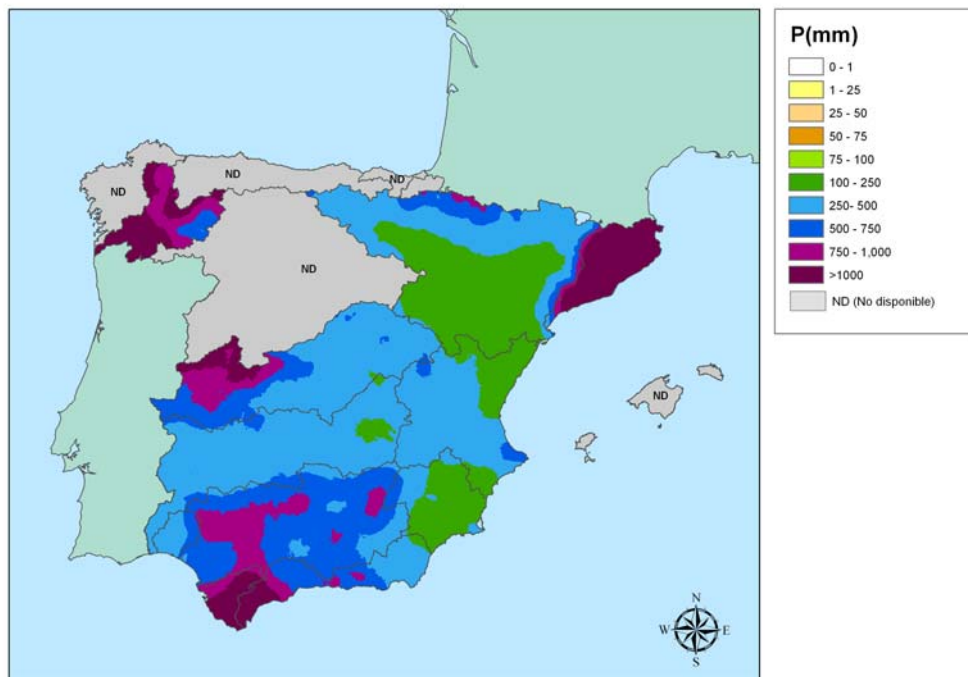 P(mm)
0 - 1
1 - 25
25 - 50
50 - 75
75 - 100
100 - 250
250- 500
500 - 750
750 - 1,000
>1000
ND (No disponible)
ND
ND
ND
ND
ND
N
W
E
S